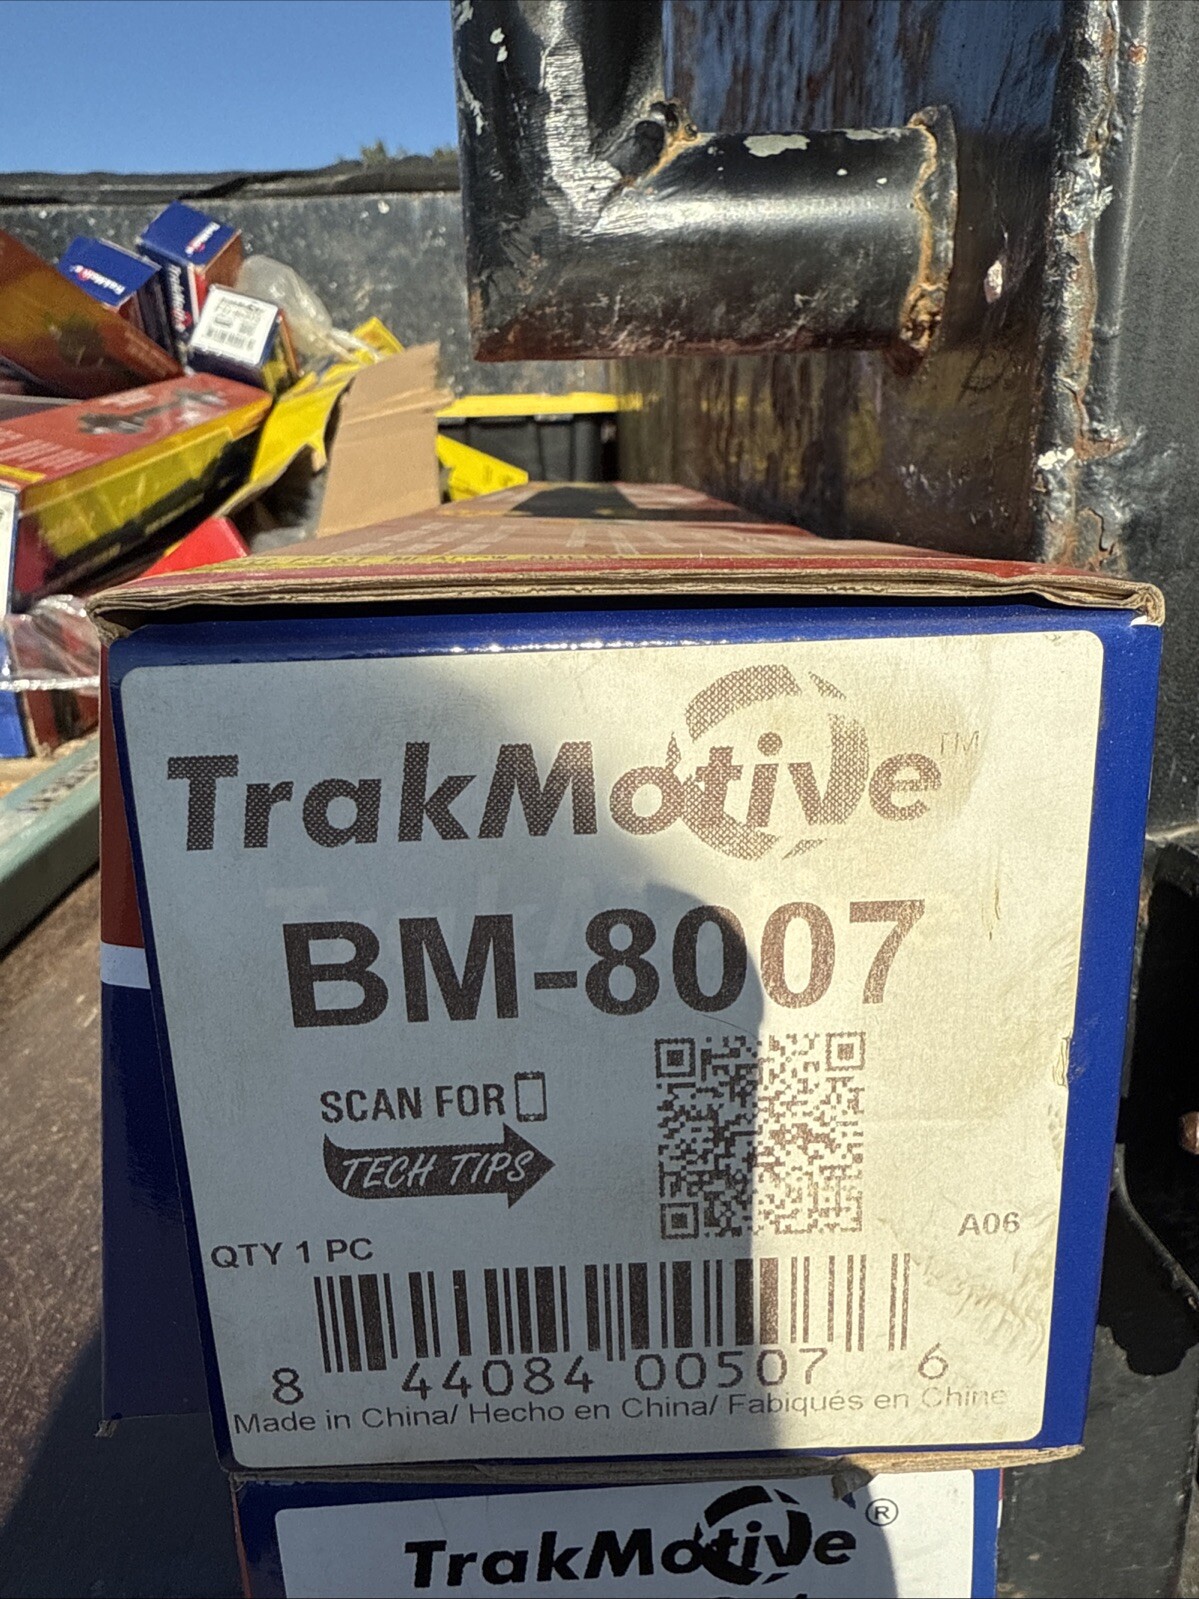 TrakMotive™
BM-8007
SCAN FOR
TECH TIPS
A06
QTY 1 PC
8 44084 00507 6
Made in China/ Hecho en China/ Fabiqués en Chine
TrakMotive®